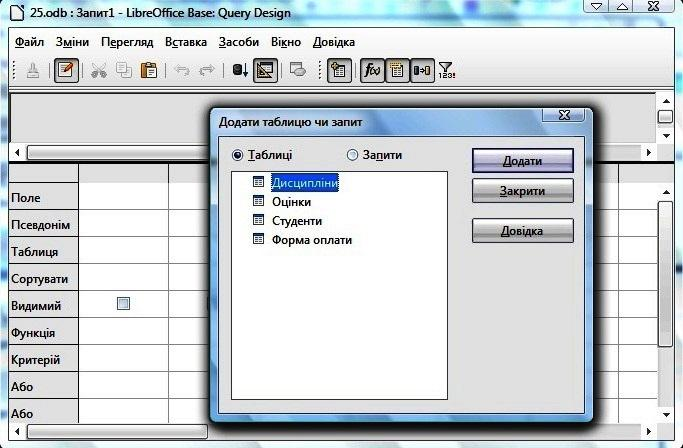 25.odb : Запит1 - LibreOffice Base: Query Design
Файл Зміни Перегляд Вставка Засоби Вікно Довідка
f(x) 123!
Додати таблицю чи запит
Таблиці Запити
Дисципліни
Оцінки
Студенти
Форма оплати
Додати
Закрити
Довідка
Поле
Псевдонім
Таблиця
Сортувати
Видимий
Функція
Критерій
Або
Або